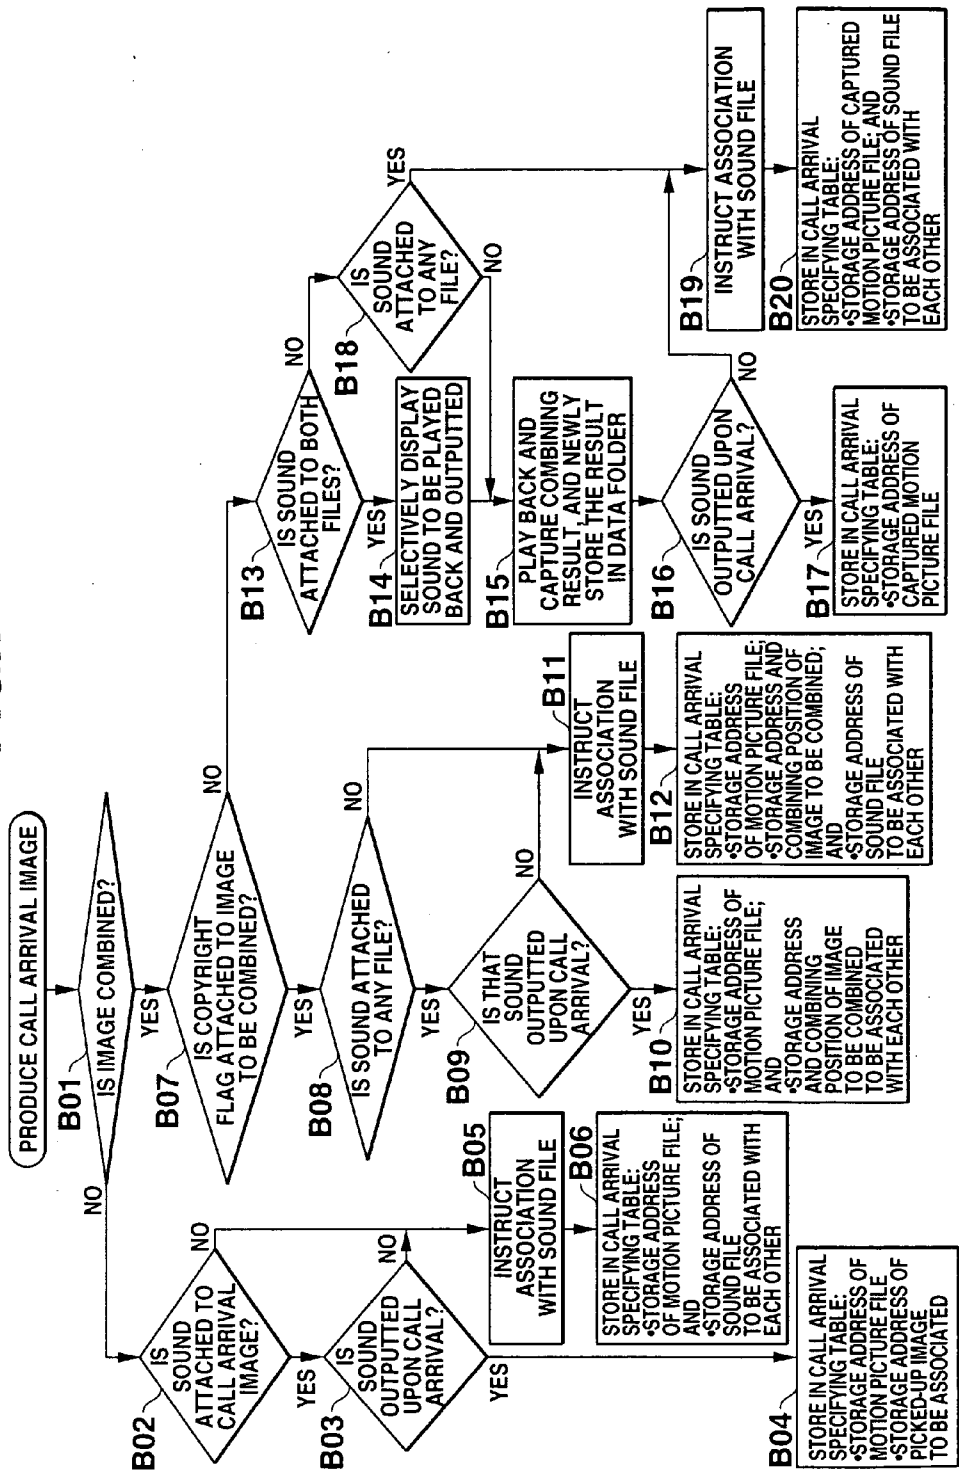 PRODUCE CALL ARRIVAL IMAGE
B01
IS IMAGE COMBINED?
NO
YES
B02
IS
SOUND
ATTACHED TO
CALL ARRIVAL
IMAGE?
NO
YES
B03
IS
SOUND
OUTPUTTED
UPON CALL
ARRIVAL?
NO
YES
B04
STORE IN CALL ARRIVAL
SPECIFYING TABLE:
•STORAGE ADDRESS OF
MOTION PICTURE FILE
•STORAGE ADDRESS OF
PICKED-UP IMAGE
TO BE ASSOCIATED
B05
INSTRUCT
ASSOCIATION
WITH SOUND FILE
B06
STORE IN CALL ARRIVAL
SPECIFYING TABLE:
•STORAGE ADDRESS
OF MOTION PICTURE FILE;
AND
•STORAGE ADDRESS OF
SOUND FILE
TO BE ASSOCIATED WITH
EACH OTHER
B07
IS COPYRIGHT
FLAG ATTACHED TO IMAGE
TO BE COMBINED?
NO
YES
B08
IS SOUND ATTACHED
TO ANY FILE?
NO
YES
B09
IS THAT
SOUND
OUTPUTTED
UPON CALL
ARRIVAL?
NO
YES
B10
STORE IN CALL ARRIVAL
SPECIFYING TABLE:
•STORAGE ADDRESS OF
MOTION PICTURE FILE;
AND
•STORAGE ADDRESS
AND COMBINING
POSITION OF IMAGE
TO BE COMBINED
TO BE ASSOCIATED
WITH EACH OTHER
B11
INSTRUCT
ASSOCIATION
WITH SOUND FILE
B12
STORE IN CALL ARRIVAL
SPECIFYING TABLE:
•STORAGE ADDRESS
OF MOTION PICTURE FILE;
•STORAGE ADDRESS AND
COMBINING POSITION OF
IMAGE TO BE COMBINED;
AND
•STORAGE ADDRESS OF
SOUND FILE
TO BE ASSOCIATED WITH
EACH OTHER
B13
IS SOUND
ATTACHED TO BOTH
FILES?
NO
YES
B14
SELECTIVELY DISPLAY
SOUND TO BE PLAYED
BACK AND OUTPUTTED
B15
PLAY BACK AND
CAPTURE COMBINING
RESULT, AND NEWLY
STORE THE RESULT
IN DATA FOLDER
B16
IS SOUND
OUTPUTTED UPON
CALL ARRIVAL?
NO
YES
B17
STORE IN CALL ARRIVAL
SPECIFYING TABLE:
•STORAGE ADDRESS OF
CAPTURED MOTION
PICTURE FILE
B18
IS
SOUND
ATTACHED
TO ANY
FILE?
YES
NO
B19
INSTRUCT ASSOCIATION
WITH SOUND FILE
B20
STORE IN CALL ARRIVAL
SPECIFYING TABLE:
•STORAGE ADDRESS OF CAPTURED
MOTION PICTURE FILE; AND
•STORAGE ADDRESS OF SOUND FILE
TO BE ASSOCIATED WITH
EACH OTHER